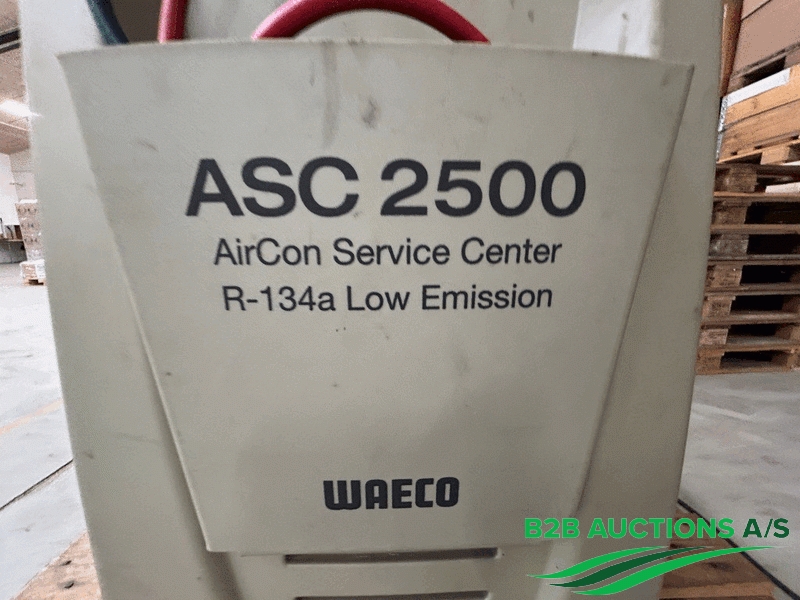 ASC 2500
AirCon Service Center
R-134a Low Emission
WAECO
B2B AUCTIONS A/S